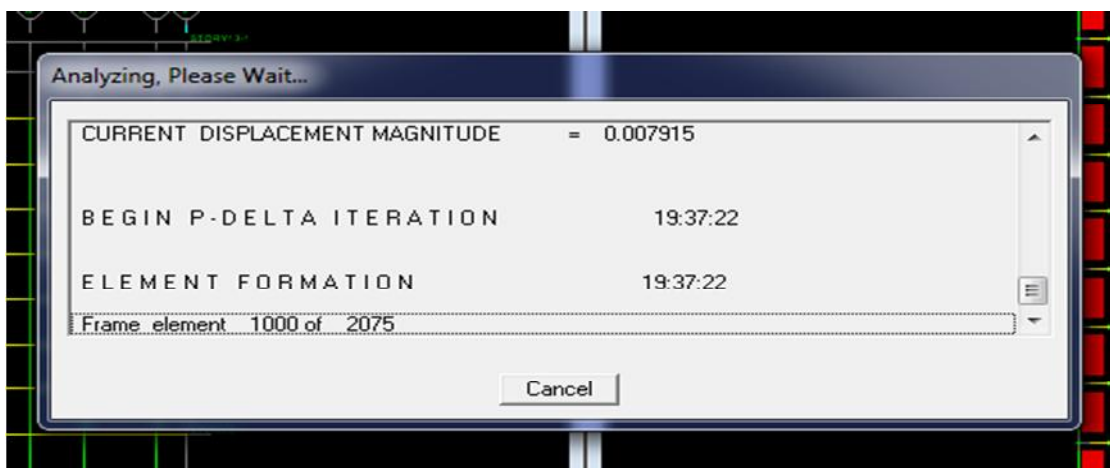 Analyzing, Please Wait...
CURRENT DISPLACEMENT MAGNITUDE = 0.007915
BEGIN P-DELTA ITERATION 19:37:22
ELEMENT FORMATION 19:37:22
Frame element 1000 of 2075
Cancel